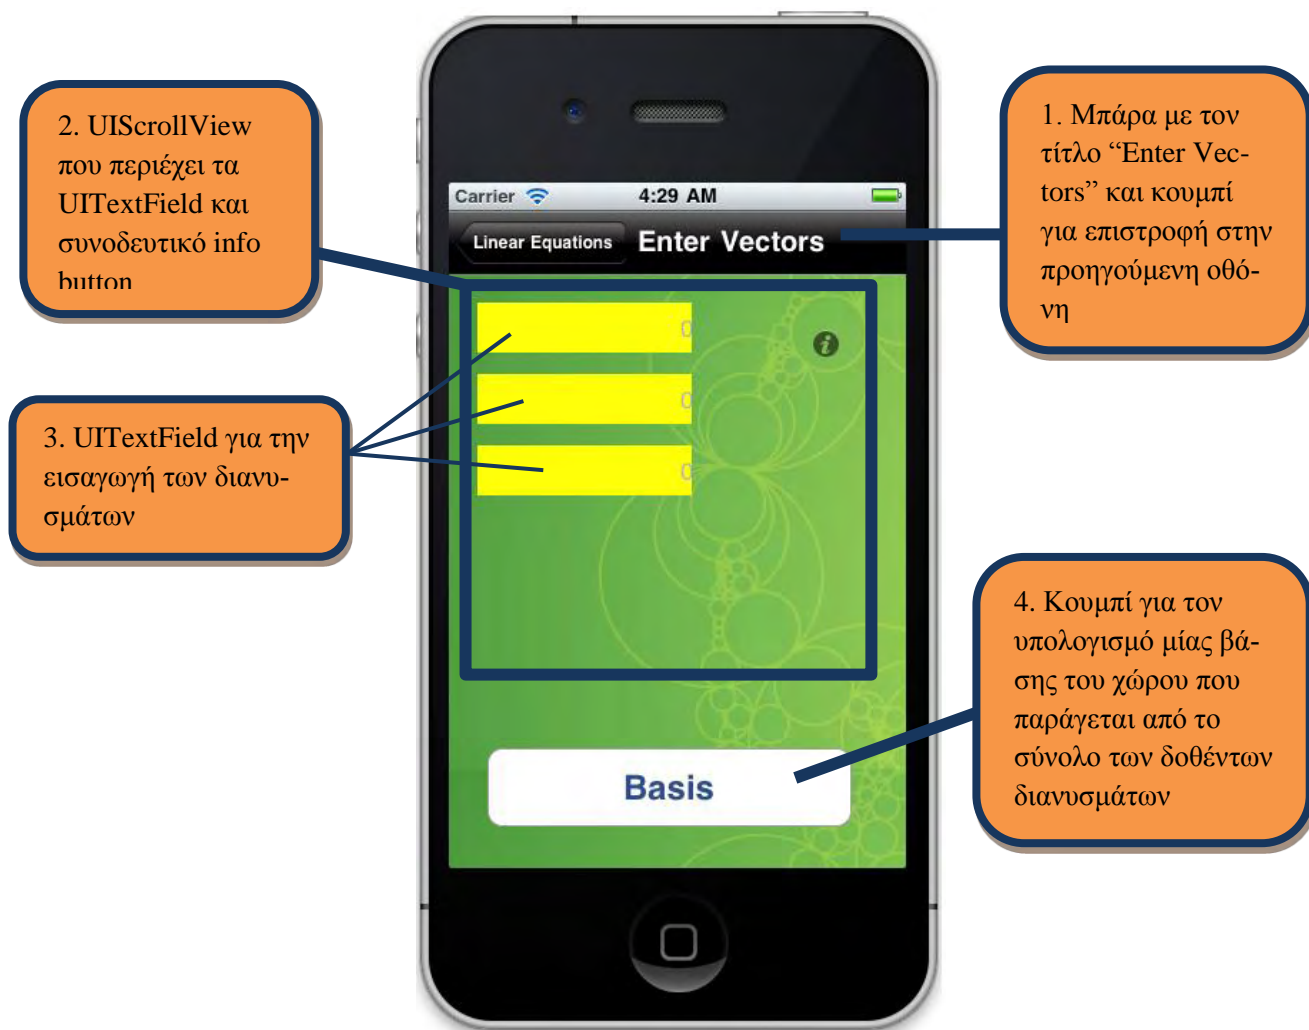 2. UIScrollView
που περιέχει τα
UITextField και
συνοδευτικό info
button
1. Μπάρα με τον
τίτλο “Enter Vec-
tors” και κουμπί
για επιστροφή στην
προηγούμενη οθό-
νη
Carrier 4:29 AM
Linear Equations Enter Vectors
0
0
0
3. UITextField για την
εισαγωγή των διανυ-
σμάτων
4. Κουμπί για τον
υπολογισμό μίας βά-
σης του χώρου που
παράγεται από το
σύνολο των δοθέντων
διανυσμάτων
Basis